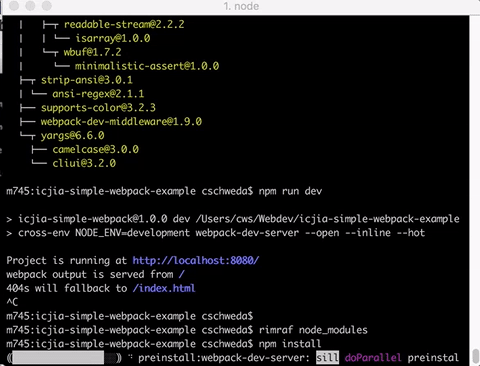 1. node
readable-stream@2.2.2
isarray@1.0.0
wbuf@1.7.2
minimalistic-assert@1.0.0
strip-ansi@3.0.1
ansi-regex@2.1.1
supports-color@3.2.3
webpack-dev-middleware@1.9.0
yargs@6.6.0
camelcase@3.0.0
cliui@3.2.0
m745:icjia-simple-webpack-example cschweda$ npm run dev
> icjia-simple-webpack@1.0.0 dev /Users/cws/Webdev/icjia-simple-webpack-example
> cross-env NODE_ENV=development webpack-dev-server --open --inline --hot
Project is running at http://localhost:8080/
webpack output is served from /
404s will fallback to /index.html
^C
m745:icjia-simple-webpack-example cschweda$
m745:icjia-simple-webpack-example cschweda$ rimraf node_modules
m745:icjia-simple-webpack-example cschweda$ npm install
preinstall:webpack-dev-server: sill doParallel preinstal